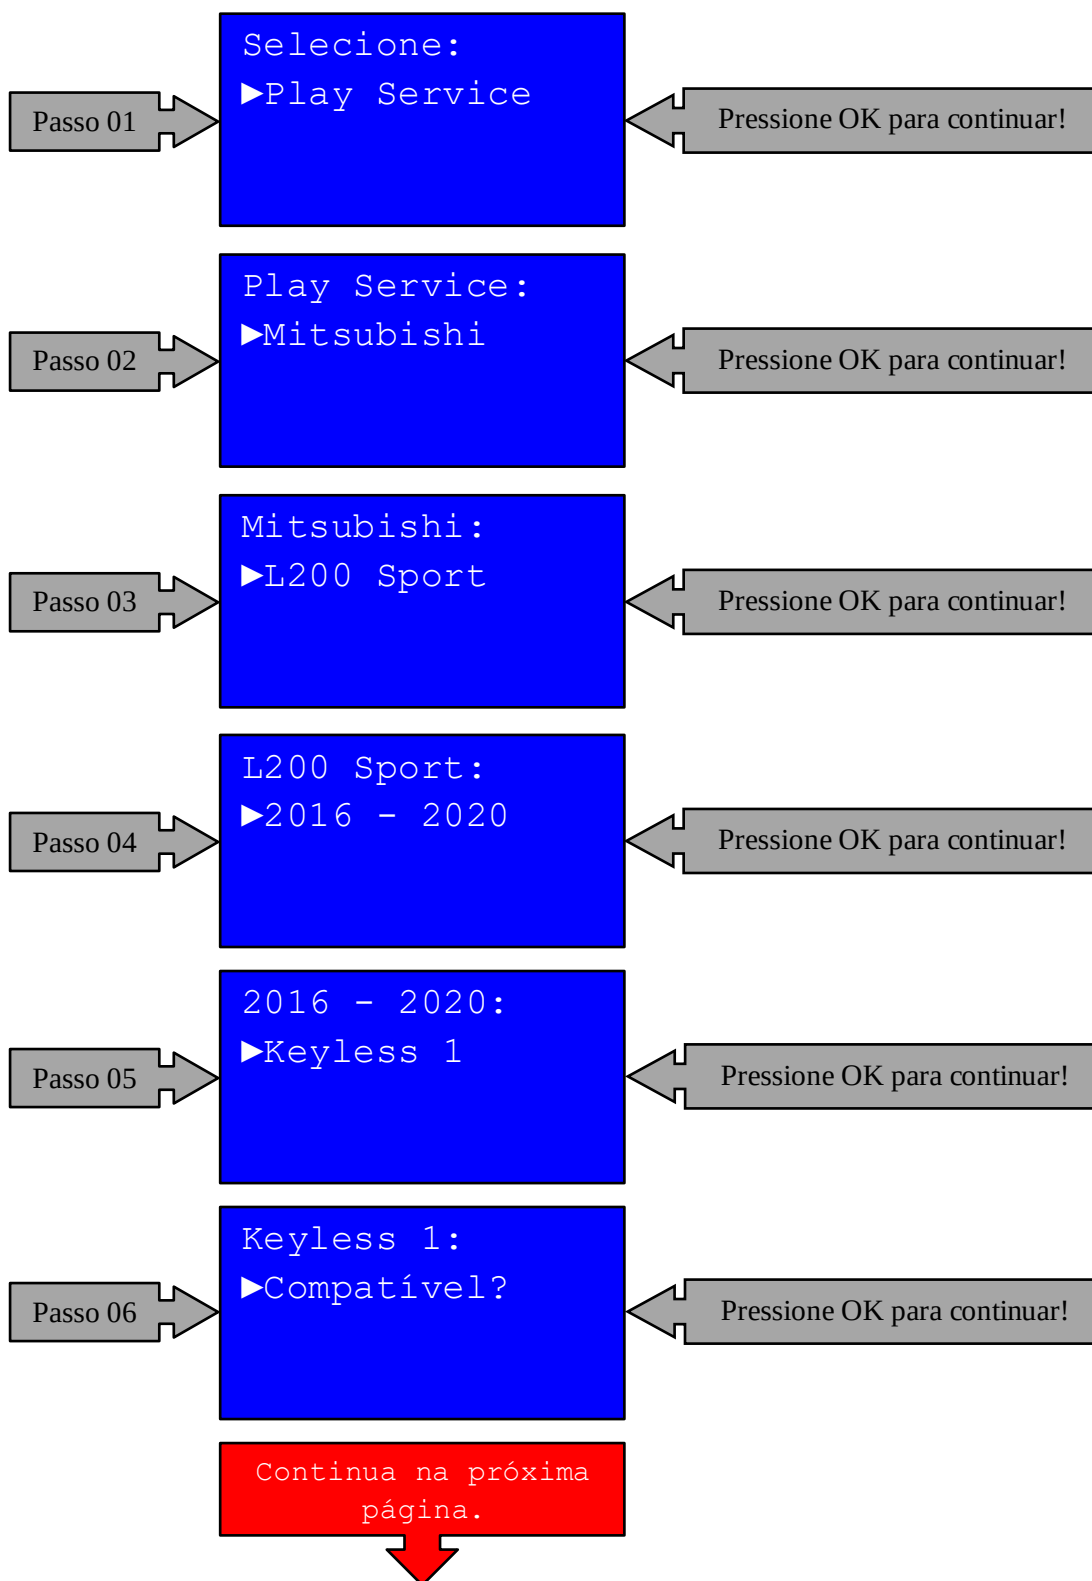 Selecione:
►Play Service
Passo 01
Pressione OK para continuar!
Play Service:
►Mitsubishi
Passo 02
Pressione OK para continuar!
Mitsubishi:
►L200 Sport
Passo 03
Pressione OK para continuar!
L200 Sport:
►2016 - 2020
Passo 04
Pressione OK para continuar!
2016 - 2020:
►Keyless 1
Passo 05
Pressione OK para continuar!
Keyless 1:
►Compatível?
Passo 06
Pressione OK para continuar!
Continua na próxima
página.